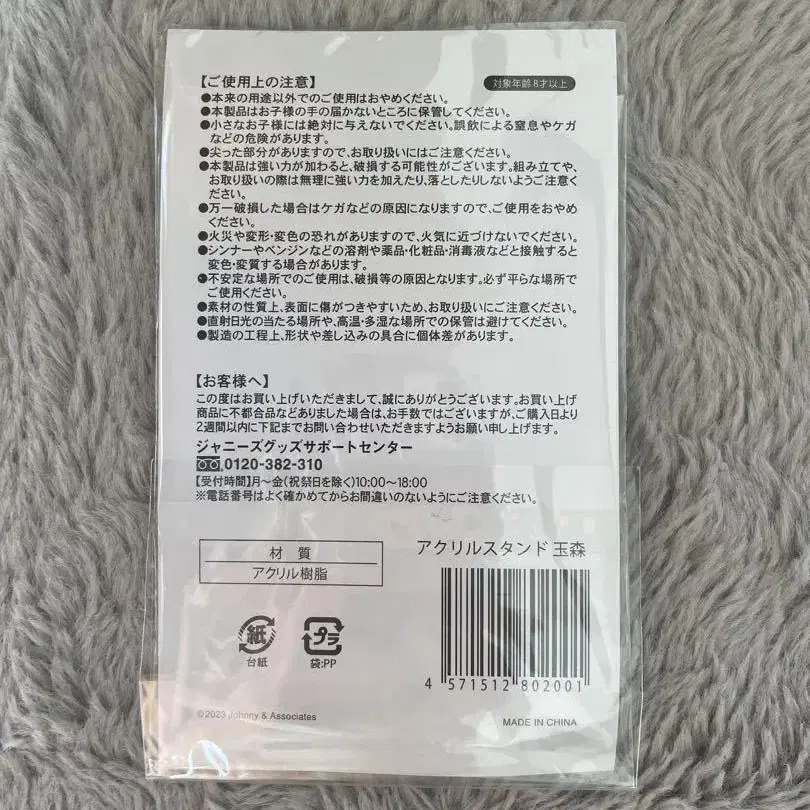 【ご使用上の注意】
対象年齢8才以上
●本来の用途以外でのご使用はおやめください。
●本製品はお子様の手の届かないところに保管してください。
●小さなお子様には絶対に与えないでください。誤飲による窒息やケガ
などの危険があります。
●尖った部分がありますので、お取り扱いにはご注意ください。
●本製品は強い力が加わると、破損する可能性がございます。組み立てや、
お取り扱いの際は無理に強い力を加えたり、落としたりしないようご注意く
ださい。
●万一破損した場合はケガなどの原因になりますので、ご使用をおやめ
ください。
●火災や変形・変色の恐れがありますので、火気に近づけないでください。
●シンナーやベンジンなどの溶剤や薬品・化粧品・消毒液などと接触すると
変色・変質する場合があります。
●不安定な場所でのご使用は、破損等の原因となります。必ず平らな場所で
ご使用ください。
●素材の性質上、表面に傷がつきやすいため、お取り扱いにご注意ください。
●直射日光の当たる場所や、高温・多湿な場所での保管は避けてください。
●製造の工程上、形状や差し込みの具合に個体差があります。
【お客様へ】
この度はお買い上げいただきまして、誠にありがとうございます。お買い上げ
商品に不都合品などありました場合は、お手数ではございますが、ご購入日より
2週間以内に下記までお問い合わせいただきますようお願い申し上げます。
ジャニーズグッズサポートセンター
0120-382-310
【受付時間】月〜金(祝祭日を除く)10:00〜18:00
※電話番号はよく確かめてからお間違いのないようにご注意ください。
材 質
アクリル樹脂
アクリルスタンド 玉森
紙
台紙
プラ
袋:PP
4 571512 802001
©2023 Johnny & Associates
MADE IN CHINA